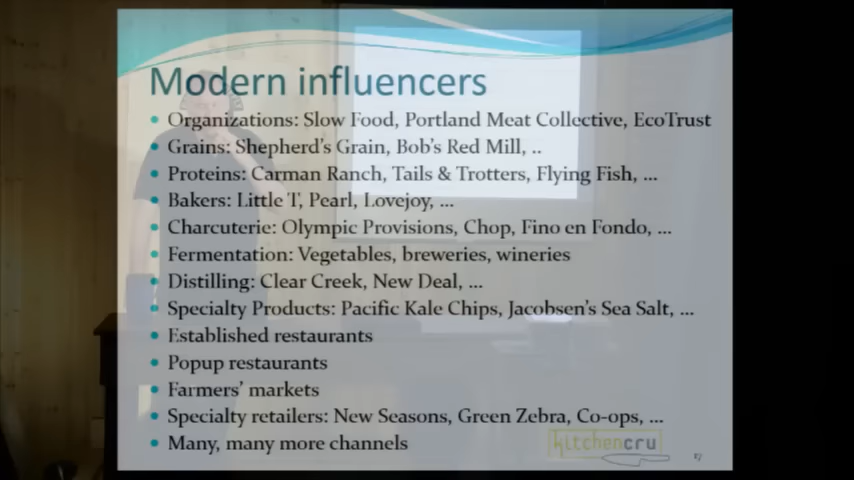 Modern influencers
Organizations: Slow Food, Portland Meat Collective, EcoTrust
Grains: Shepherd's Grain, Bob's Red Mill, ..
Proteins: Carman Ranch, Tails & Trotters, Flying Fish, ...
Bakers: Little T, Pearl, Lovejoy, ...
Charcuterie: Olympic Provisions, Chop, Fino en Fondo, ...
Fermentation: Vegetables, breweries, wineries
Distilling: Clear Creek, New Deal, ...
Specialty Products: Pacific Kale Chips, Jacobsen's Sea Salt, ...
Established restaurants
Popup restaurants
Farmers' markets
Specialty retailers: New Seasons, Green Zebra, Co-ops, ...
Many, many more channels
kitchencru
17